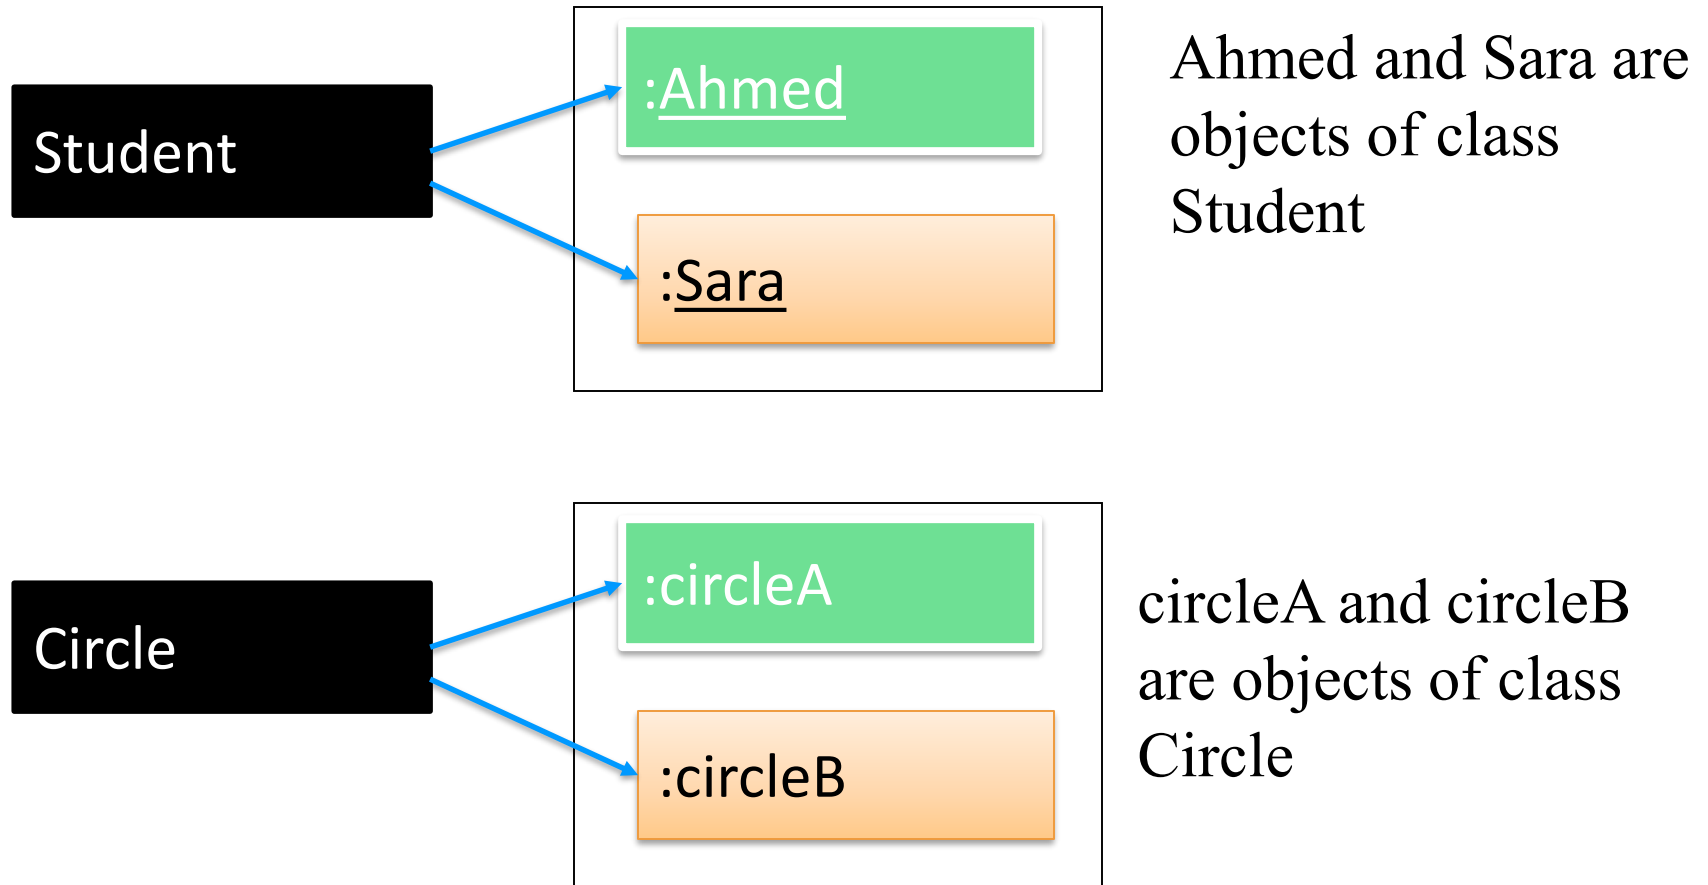 Student
:Ahmed
:Sara
Ahmed and Sara are
objects of class
Student
Circle
:circleA
:circleB
circleA and circleB
are objects of class
Circle